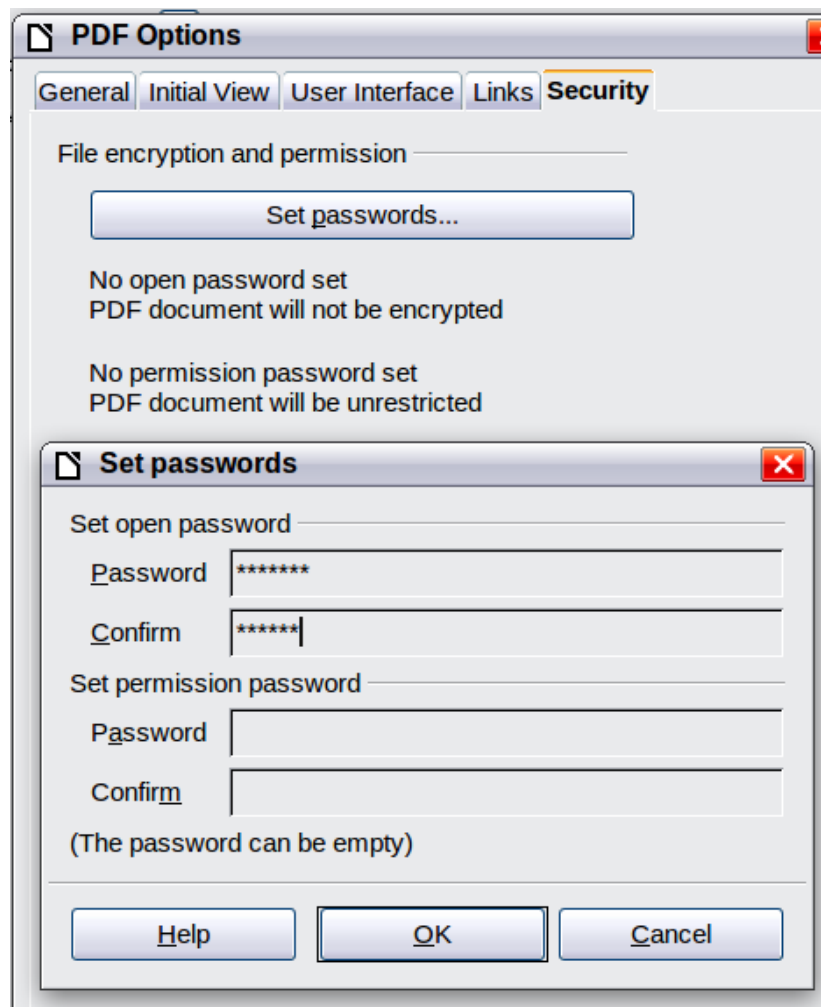 PDF Options
General Initial View User Interface Links Security
File encryption and permission
Set passwords...
No open password set
PDF document will not be encrypted
No permission password set
PDF document will be unrestricted
Set passwords
Set open password
Password *******
Confirm ******
Set permission password
Password
Confirm
(The password can be empty)
Help OK Cancel